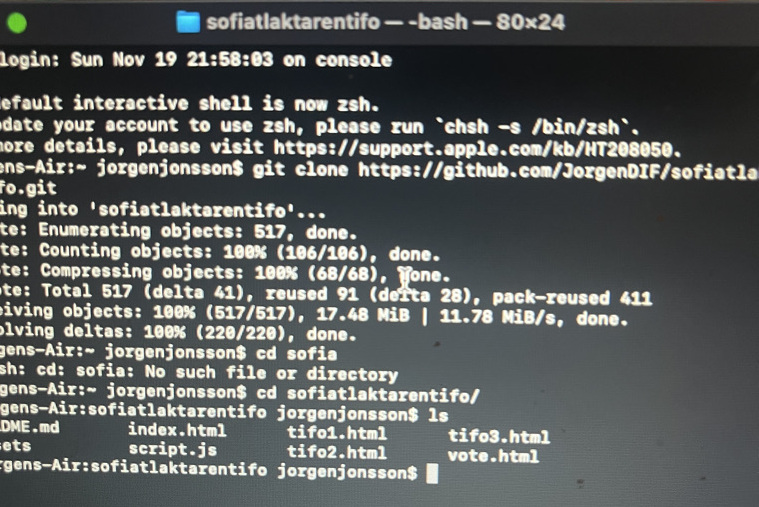 sofiatlaktarentifo — -bash — 80×24
login: Sun Nov 19 21:58:03 on console
efault interactive shell is now zsh.
date your account to use zsh, please run `chsh -s /bin/zsh`.
ore details, please visit https://support.apple.com/kb/HT208050.
ens-Air:~ jorgenjonsson$ git clone https://github.com/JorgenDIF/sofiatla
fo.git
ing into 'sofiatlaktarentifo'...
te: Enumerating objects: 517, done.
te: Counting objects: 100% (106/106), done.
te: Compressing objects: 100% (68/68), done.
te: Total 517 (delta 41), reused 91 (delta 28), pack-reused 411
iving objects: 100% (517/517), 17.48 MiB | 11.78 MiB/s, done.
lving deltas: 100% (220/220), done.
gens-Air:~ jorgenjonsson$ cd sofia
sh: cd: sofia: No such file or directory
gens-Air:~ jorgenjonsson$ cd sofiatlaktarentifo/
gens-Air:sofiatlaktarentifo jorgenjonsson$ ls
DME.md index.html tifo1.html tifo3.html
ets script.js tifo2.html vote.html
rgens-Air:sofiatlaktarentifo jorgenjonsson$